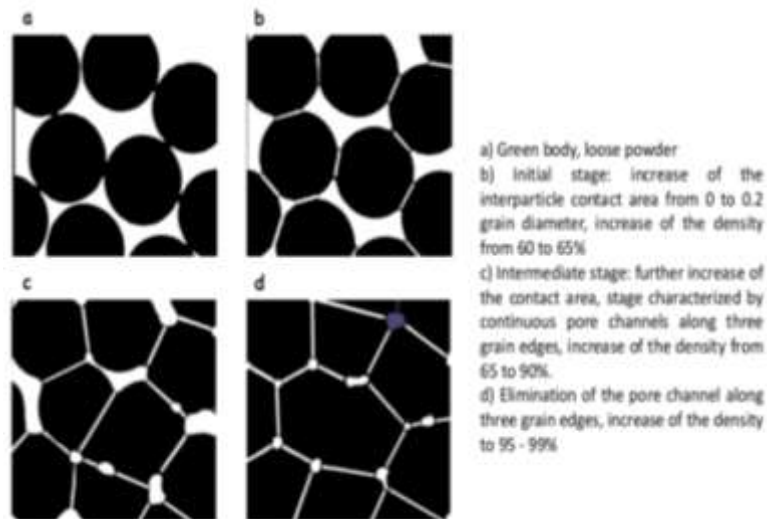 a
b
a) Green body, loose powder
b) Initial stage: increase of the
interparticle contact area from 0 to 0.2
grain diameter, increase of the density
from 60 to 65%
c) Intermediate stage: further increase of
the contact area, stage characterized by
continuous pore channels along three
grain edges, increase of the density from
65 to 90%.
d) Elimination of the pore channel along
three grain edges, increase of the density
to 95 - 99%
c
d